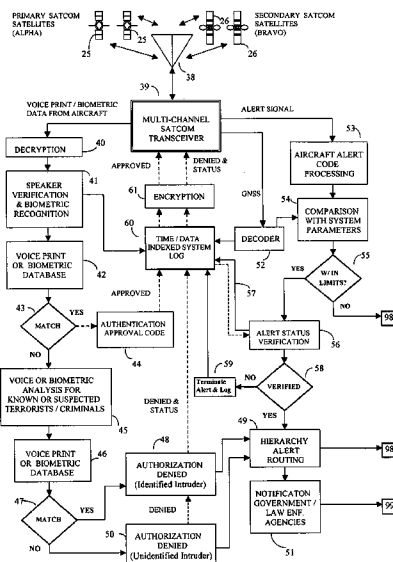 PRIMARY SATCOM
SATELLITES
(ALPHA)
25
25
26
26
SECONDARY SATCOM
SATELLITES
(BRAVO)
38
39
VOICE PRINT / BIOMETRIC
DATA FROM AIRCRAFT
MULTI-CHANNEL
SATCOM
TRANSCEIVER
ALERT SIGNAL
DECRYPTION
40
APPROVED
DENIED &
STATUS
53
AIRCRAFT ALERT
CODE
PROCESSING
SPEAKER
VERIFICATION
& BIOMETRIC
RECOGNITION
41
61
ENCRYPTION
GNSS
54
COMPARISON
WITH SYSTEM
PARAMETERS
60
TIME / DATA
INDEXED SYSTEM
LOG
DECODER
52
VOICE PRINT
OR BIOMETRIC
DATABASE
42
55
W/ IN
LIMITS?
YES
NO
98
57
APPROVED
43
MATCH
YES
AUTHENTICATION
APPROVAL CODE
44
ALERT STATUS
VERIFICATION
56
NO
59
58
Terminate
Alert & Log
NO
VERIFIED
YES
VOICE OR BIOMETRIC
ANALYSIS FOR
KNOWN OR SUSPECTED
TERRORISTS / CRIMINALS
45
DENIED &
STATUS
VOICE PRINT
OR BIOMETRIC
DATABASE
46
48
AUTHORIZATION
DENIED
(Identified Intruder)
49
HIERARCHY
ALERT
ROUTING
98
47
MATCH
YES
DENIED
NO
50
AUTHORIZATION
DENIED
(Unidentified Intruder)
NOTIFICATON
GOVERNMENT /
LAW ENF.
AGENCIES
99
51